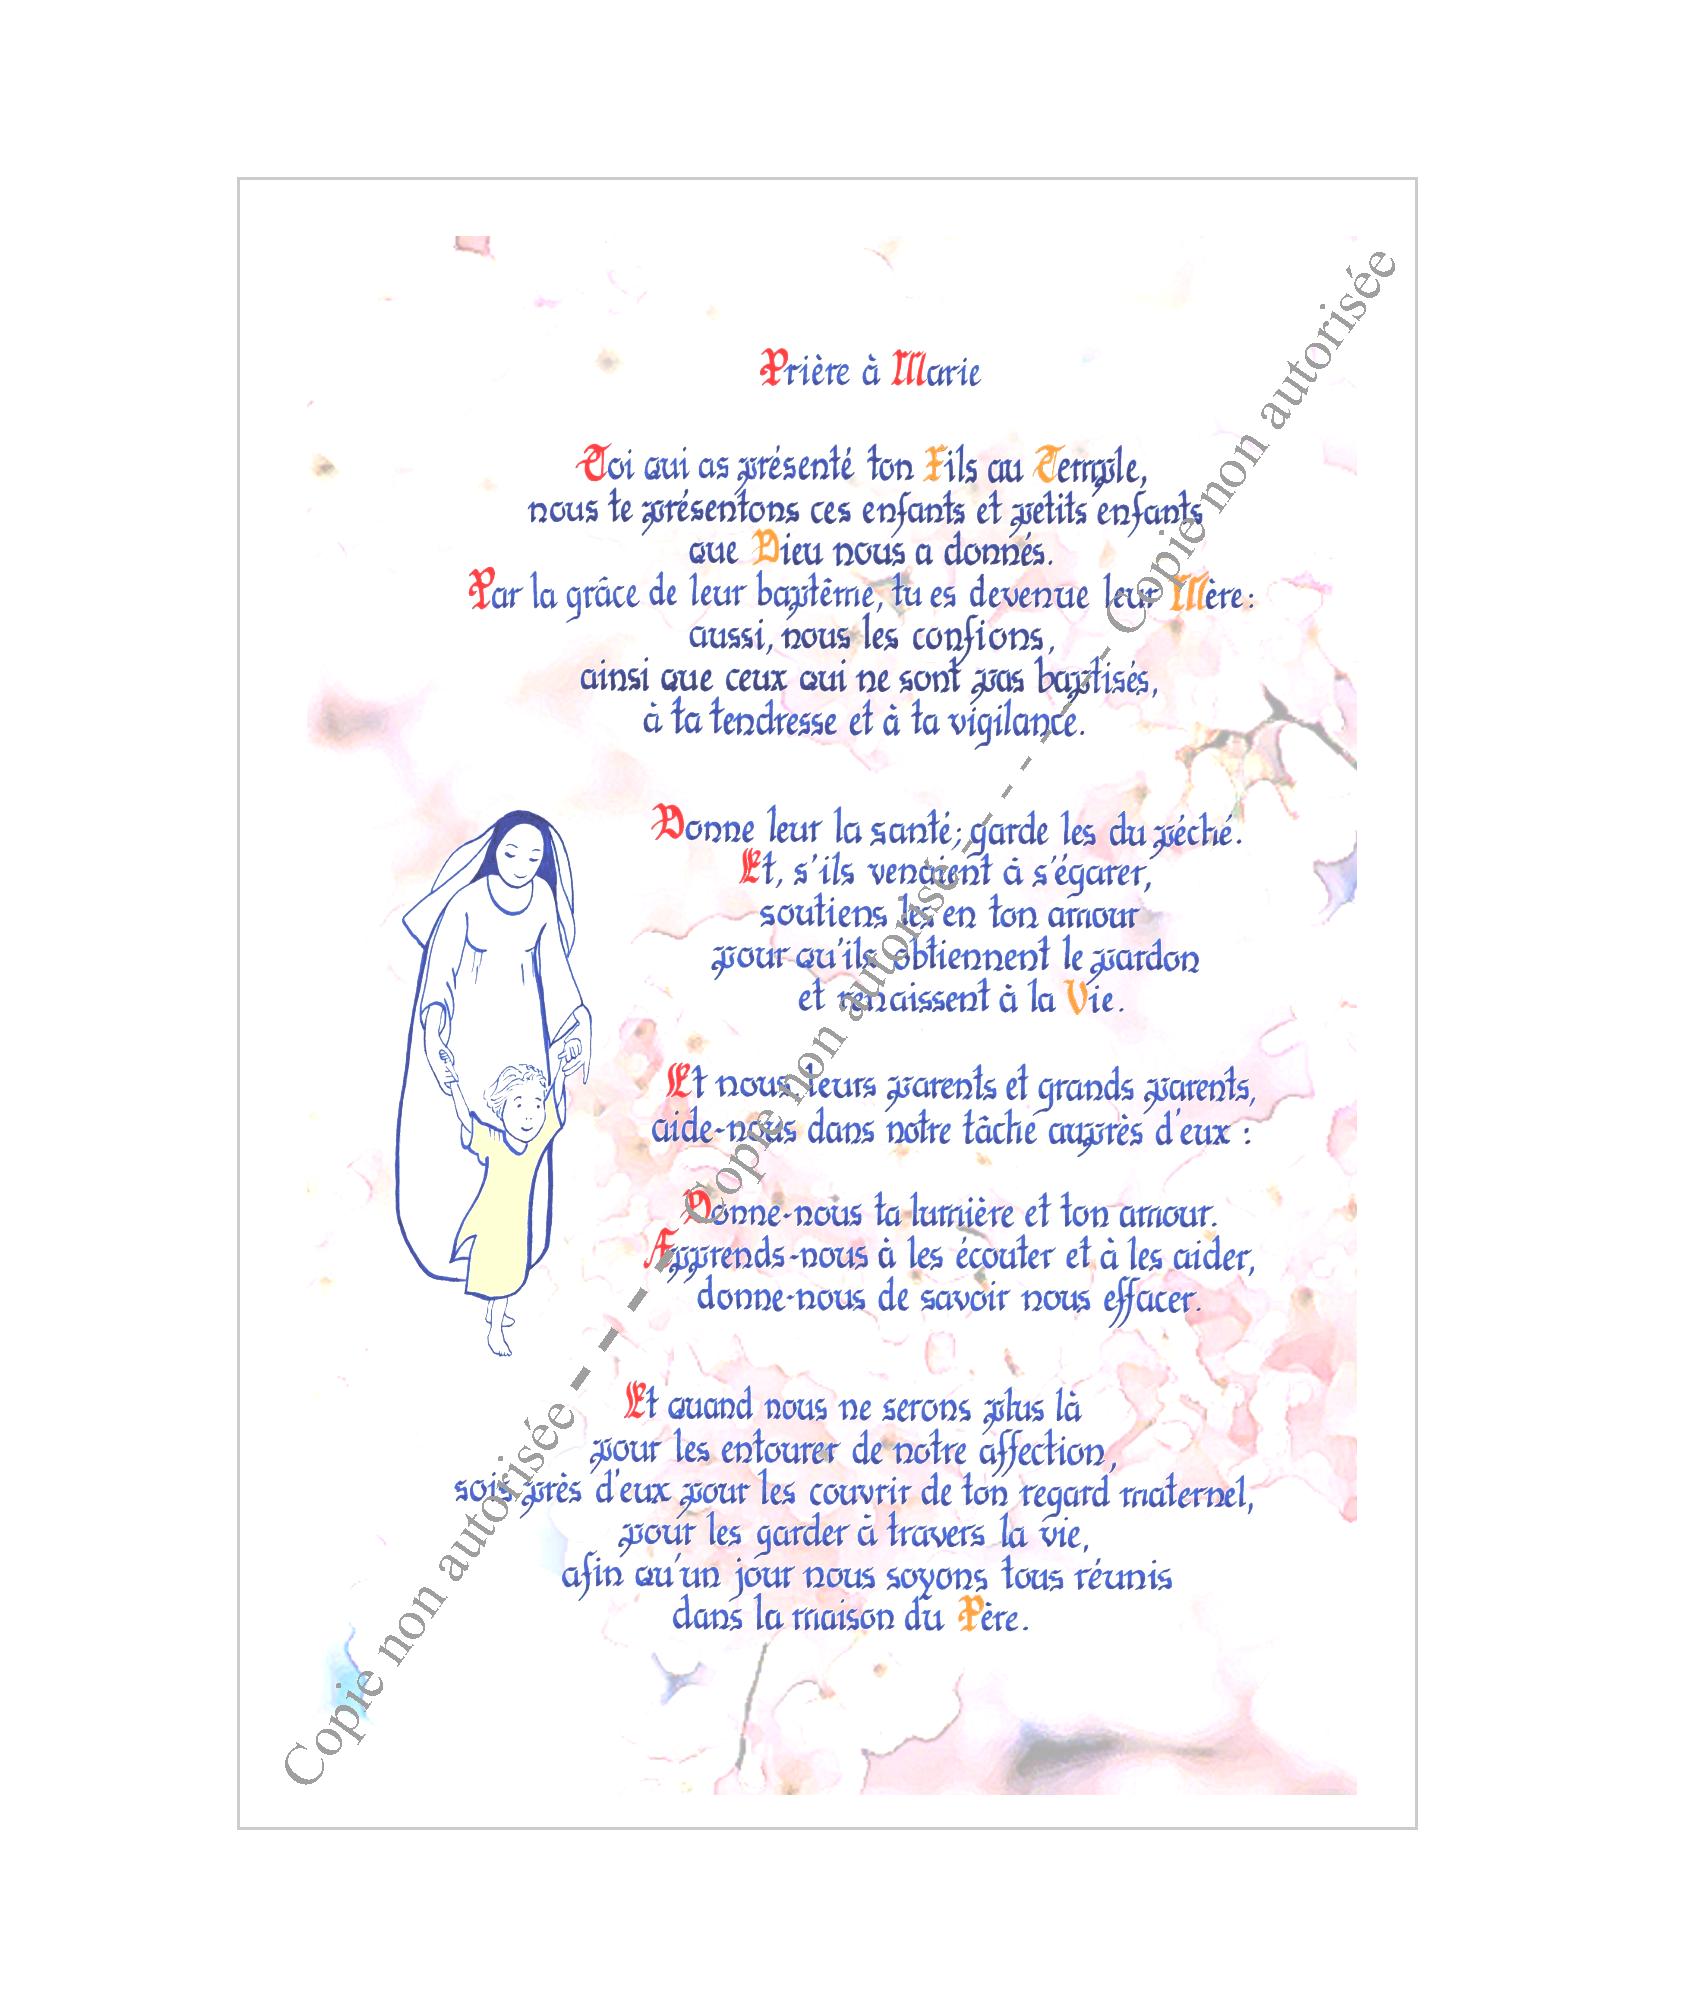 Prière à Marie
Toi qui as présenté ton Fils au Temple,
nous te présentons ces enfants et petits enfants
que Dieu nous a donnés.
Par la grâce de leur baptême, tu es devenue leur Mère :
aussi, nous les confions,
ainsi que ceux qui ne sont pas baptisés,
à ta tendresse et à ta vigilance.
Donne leur la santé; garde les du péché.
Et, s'ils venaient à s'égarer,
soutiens les en ton amour
pour qu'ils obtiennent le pardon
et renaissent à la Vie.
Et nous leurs parents et grands parents,
aide-nous dans notre tâche auprès d'eux :
Donne-nous ta lumière et ton amour.
Apprends-nous à les écouter et à les aider,
donne-nous de savoir nous effacer.
Et quand nous ne serons plus là
pour les entourer de notre affection,
sois près d'eux pour les couvrir de ton regard maternel,
pour les garder à travers la vie,
afin qu'un jour nous soyons tous réunis
dans la maison du Père.
Copie non autorisée - - - Copie non autorisée - - - Copie non autorisée